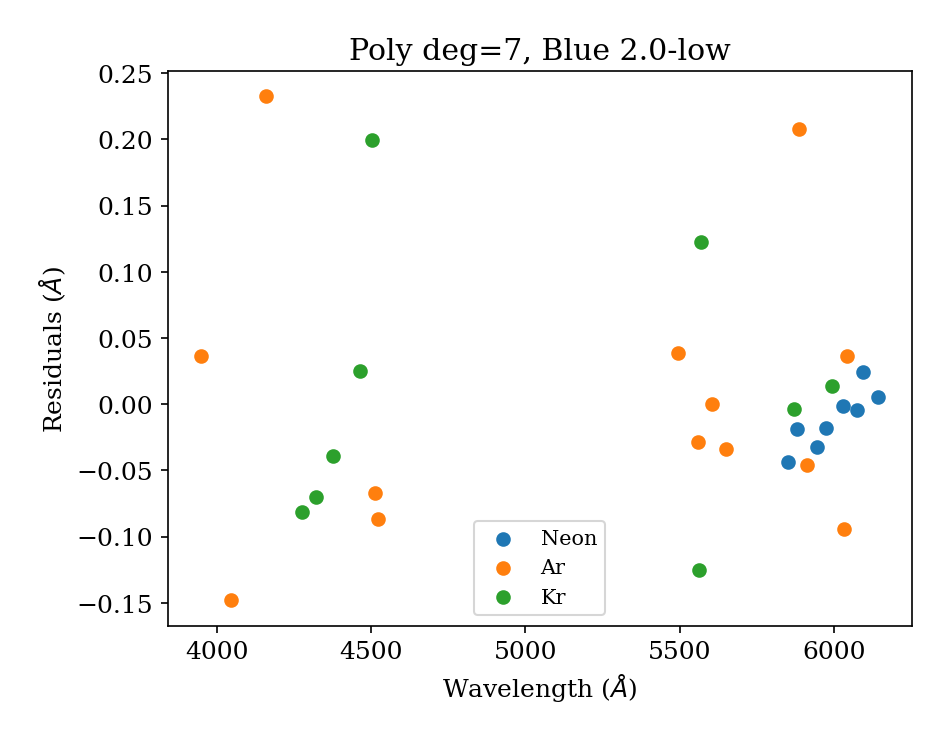 Poly deg=7, Blue 2.0-low
Residuals (Å)
0.25
0.20
0.15
0.10
0.05
0.00
−0.05
−0.10
−0.15
4000 4500 5000 5500 6000
Wavelength (Å)
Neon
Ar
Kr